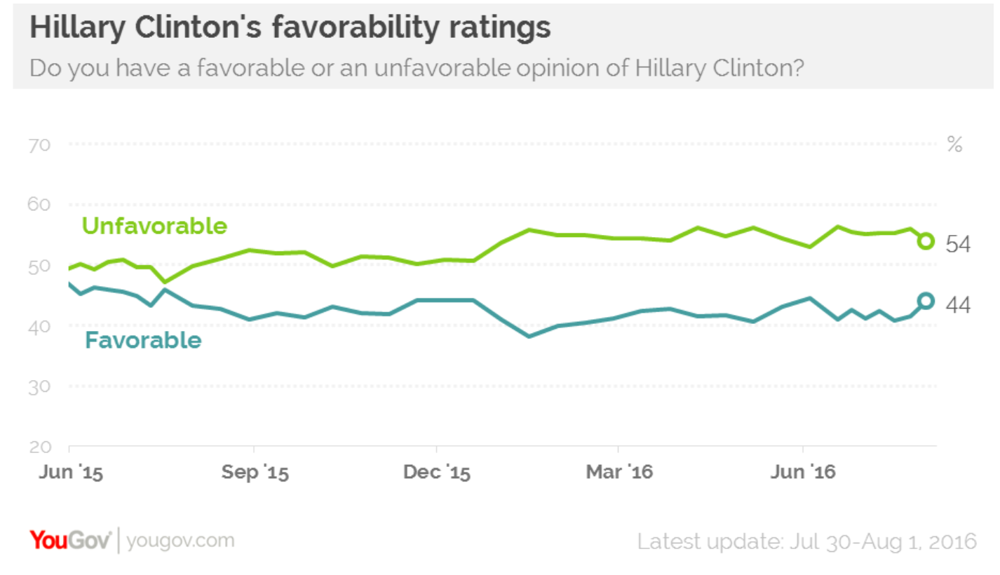 Hillary Clinton's favorability ratings
Do you have a favorable or an unfavorable opinion of Hillary Clinton?
70 %
60
Unfavorable
54
50
44
40
Favorable
30
20
Jun '15 Sep '15 Dec '15 Mar '16 Jun '16
YouGov | yougov.com Latest update: Jul 30-Aug 1, 2016